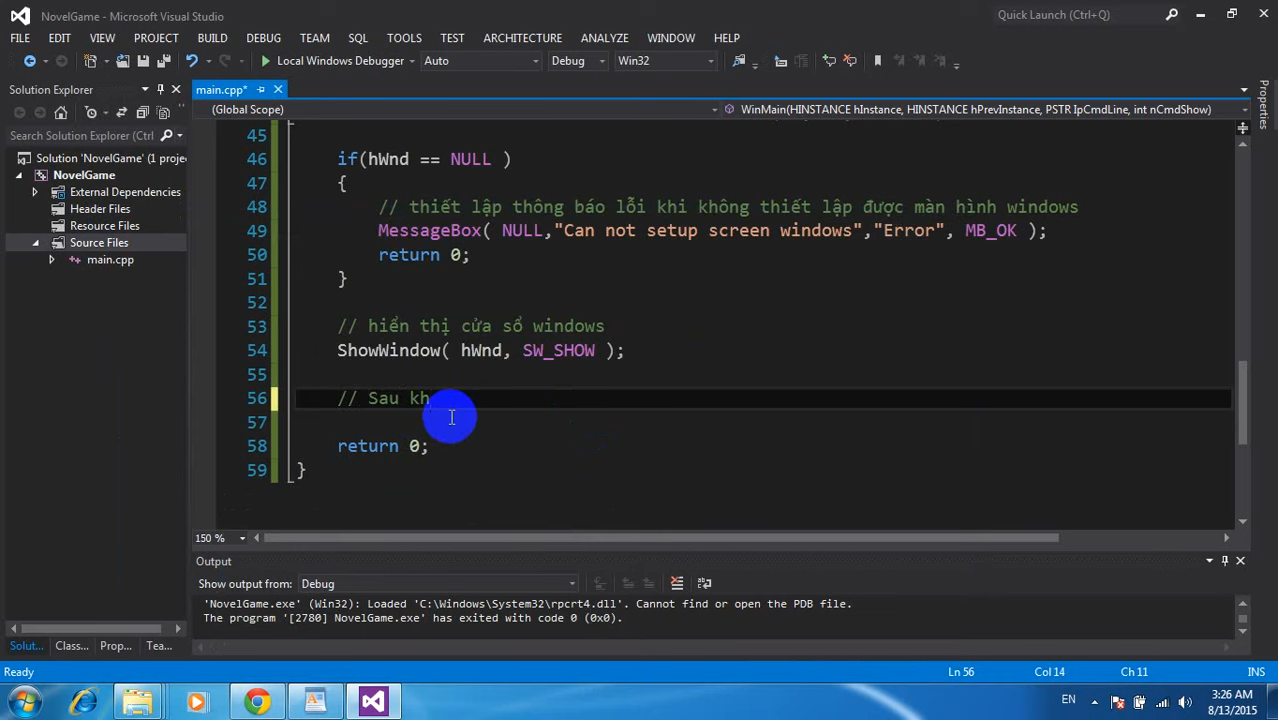 NovelGame - Microsoft Visual Studio
Quick Launch (Ctrl+Q)
FILE EDIT VIEW PROJECT BUILD DEBUG TEAM SQL TOOLS TEST ARCHITECTURE ANALYZE WINDOW HELP
Local Windows Debugger Auto Debug Win32
Solution Explorer
main.cpp*
Properties
(Global Scope)
WinMain(HINSTANCE hInstance, HINSTANCE hPrevInstance, PSTR IpCmdLine, int nCmdShow)
Search Solution Explorer (Ctrl
Solution 'NovelGame' (1 proje
NovelGame
External Dependencies
Header Files
Resource Files
Source Files
main.cpp
45
46 if(hWnd == NULL )
47 {
48 // thiết lập thông báo lỗi khi không thiết lập được màn hình windows
49 MessageBox( NULL,"Can not setup screen windows","Error", MB_OK );
50 return 0;
51 }
52
53 // hiển thị cửa sổ windows
54 ShowWindow( hWnd, SW_SHOW );
55
56 // Sau kh
57
58 return 0;
59 }
150 %
Output
Show output from: Debug
'NovelGame.exe' (Win32): Loaded 'C:\Windows\System32\rpcrt4.dll'. Cannot find or open the PDB file.
The program '[2780] NovelGame.exe' has exited with code 0 (0x0).
Solut... Class... Prop... Tea...
Ready
Ln 56 Col 14 Ch 11 INS
EN
3:26 AM
8/13/2015